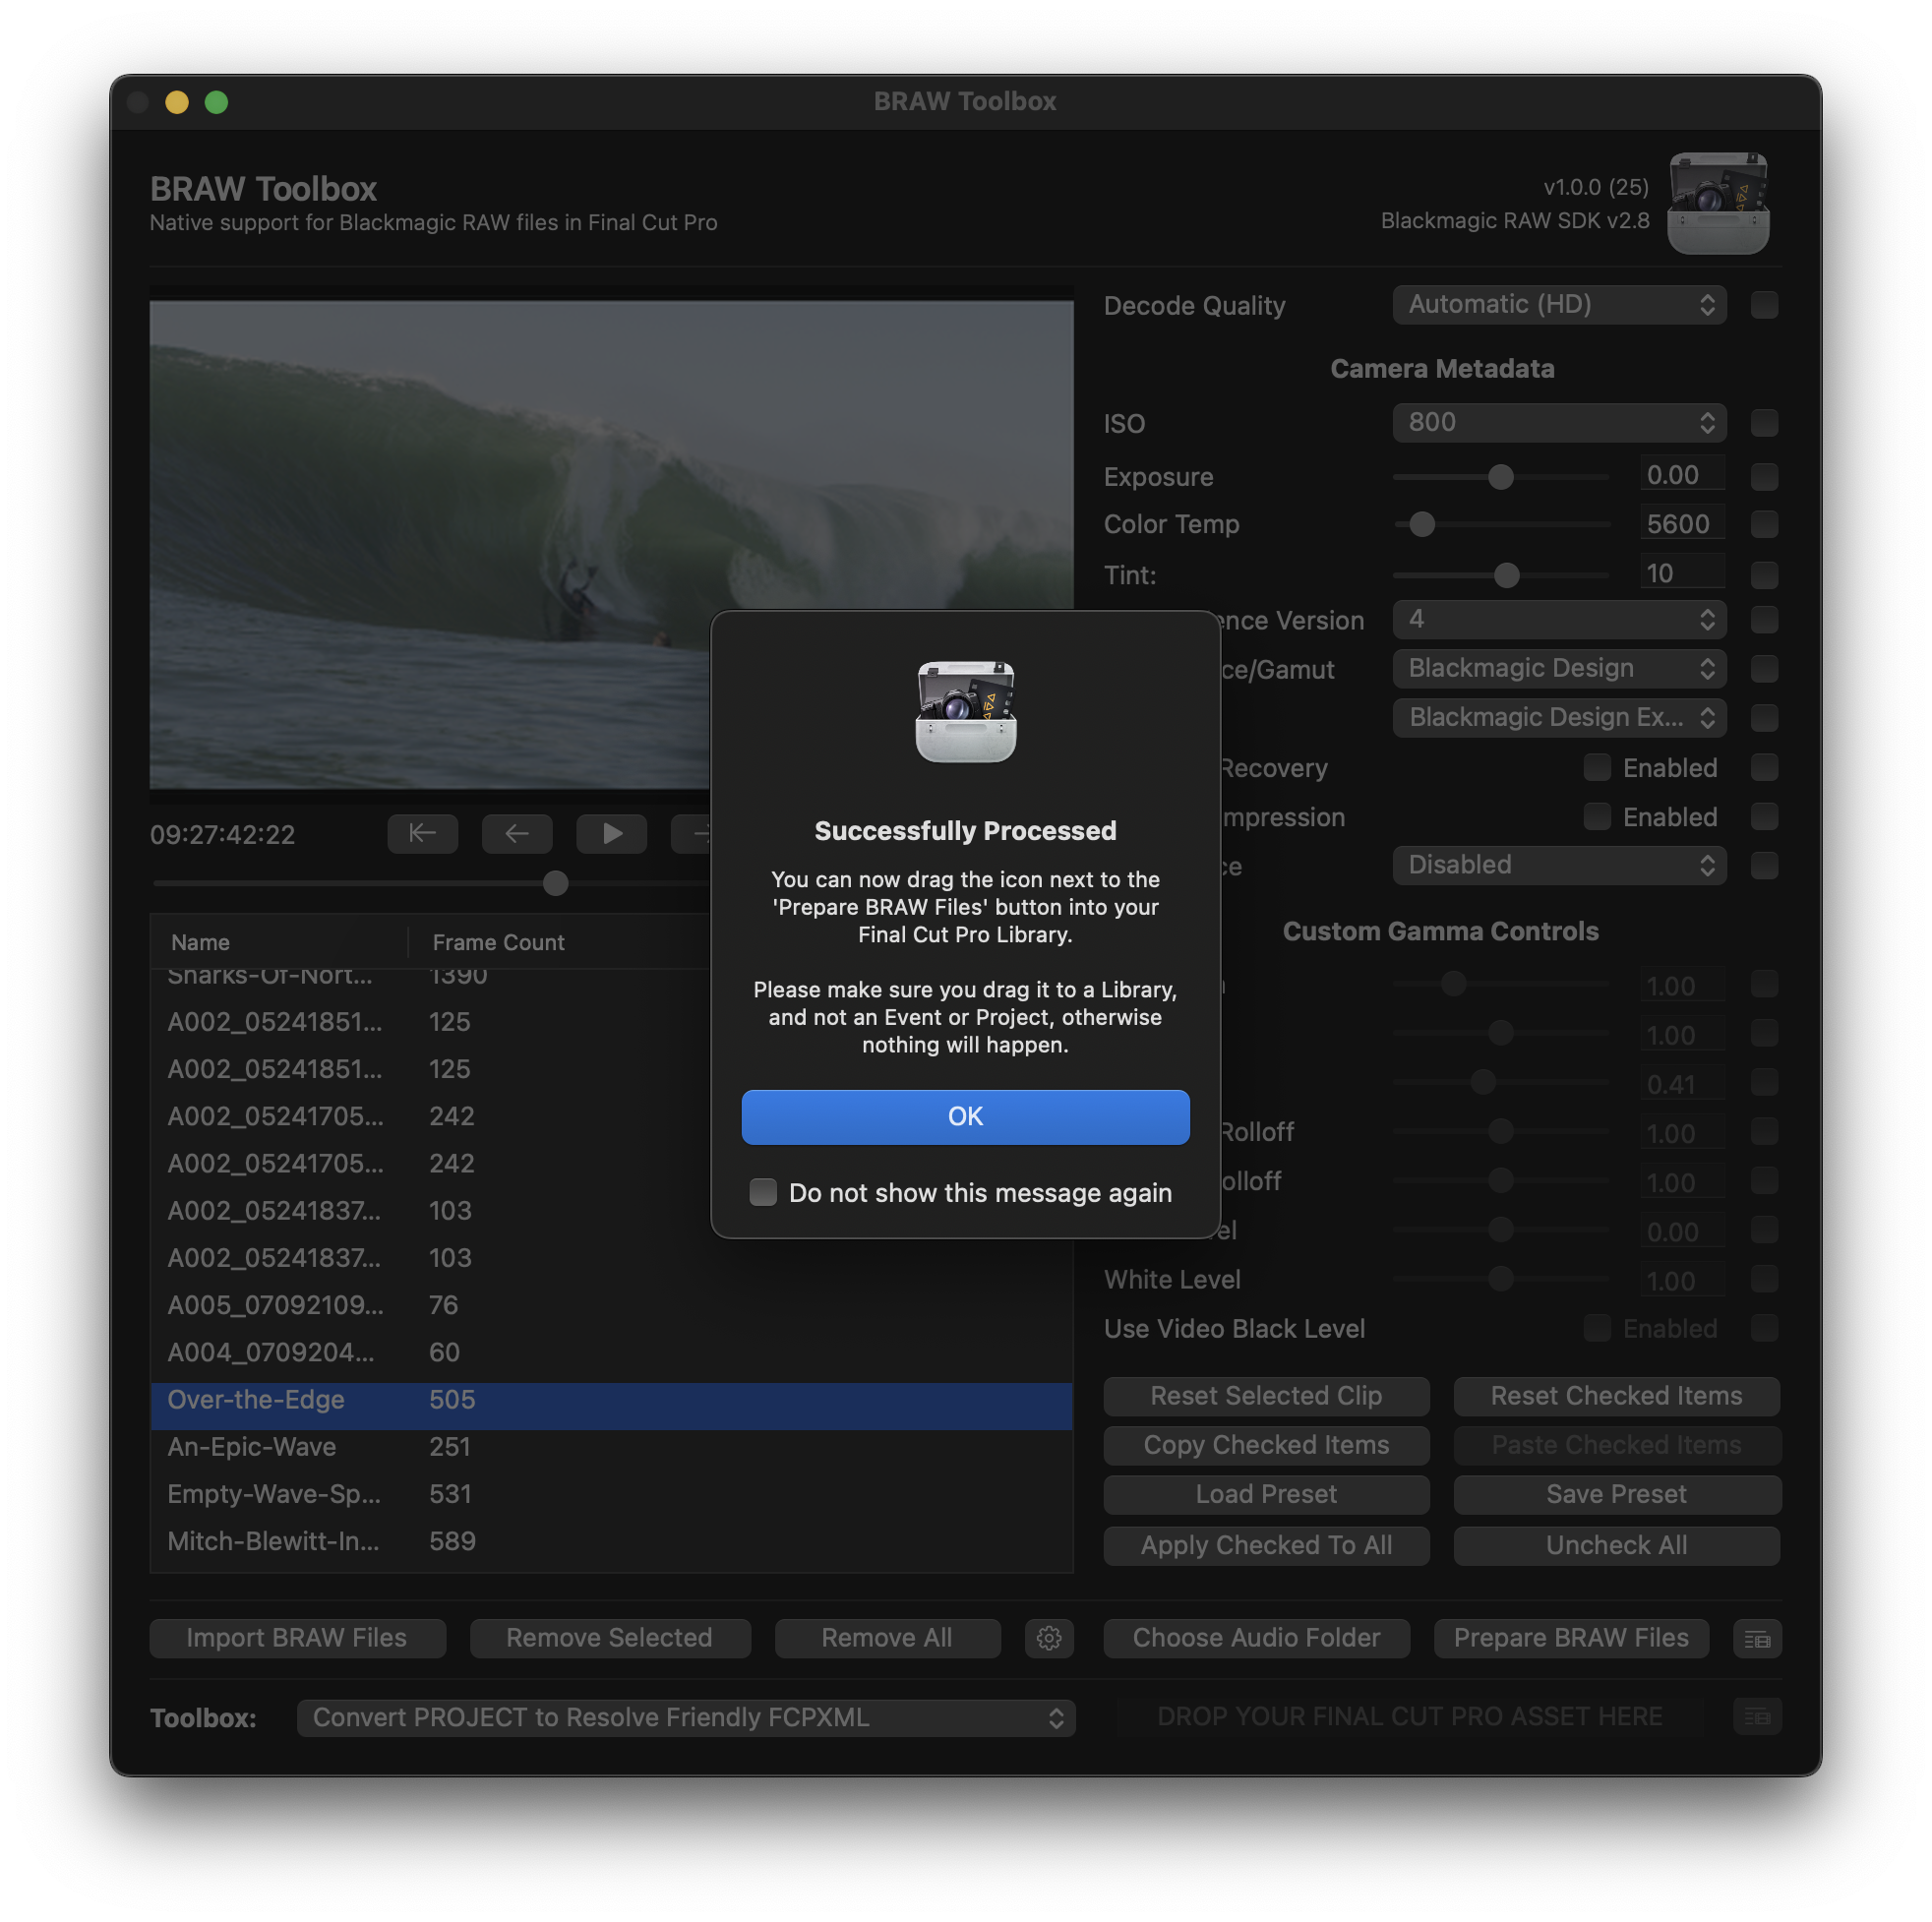 BRAW Toolbox
BRAW Toolbox
Native support for Blackmagic RAW files in Final Cut Pro
v1.0.0 (25)
Blackmagic RAW SDK v2.8
Decode Quality Automatic (HD)
Camera Metadata
ISO 800
Exposure 0.00
Color Temp 5600
Tint: 10
ence Version 4
ce/Gamut Blackmagic Design
Blackmagic Design Ex...
Recovery Enabled
mpression Enabled
ce Disabled
09:27:42:22
Custom Gamma Controls
1.00
1.00
0.41
Rolloff 1.00
olloff 1.00
el 0.00
White Level 1.00
Use Video Black Level Enabled
Name Frame Count
Sharks-Of-Nort... 1390
A002_05241851... 125
A002_05241851... 125
A002_05241705... 242
A002_05241705... 242
A002_05241837... 103
A002_05241837... 103
A005_07092109... 76
A004_0709204... 60
Over-the-Edge 505
An-Epic-Wave 251
Empty-Wave-Sp... 531
Mitch-Blewitt-In... 589
Successfully Processed
You can now drag the icon next to the
'Prepare BRAW Files' button into your
Final Cut Pro Library.
Please make sure you drag it to a Library,
and not an Event or Project, otherwise
nothing will happen.
OK
Do not show this message again
Reset Selected Clip Reset Checked Items
Copy Checked Items Paste Checked Items
Load Preset Save Preset
Apply Checked To All Uncheck All
Import BRAW Files Remove Selected Remove All Choose Audio Folder Prepare BRAW Files
Toolbox: Convert PROJECT to Resolve Friendly FCPXML DROP YOUR FINAL CUT PRO ASSET HERE